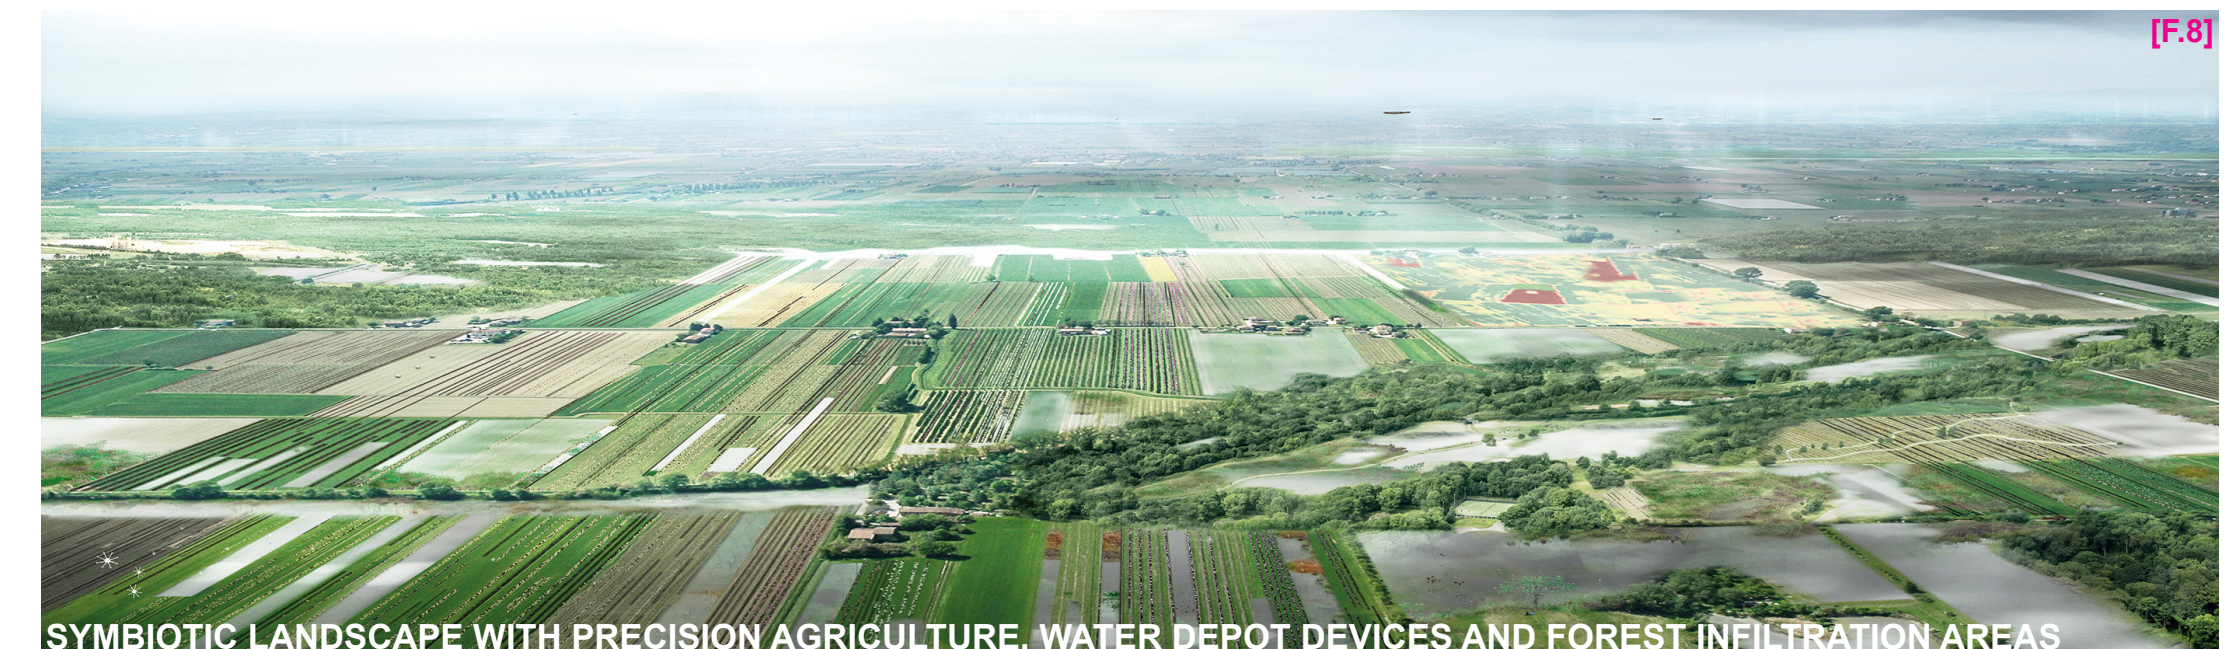 [F.8]
SYMBIOTIC LANDSCAPE WITH PRECISION AGRICULTURE, WATER DEPOT DEVICES AND FOREST INFILTRATION AREAS